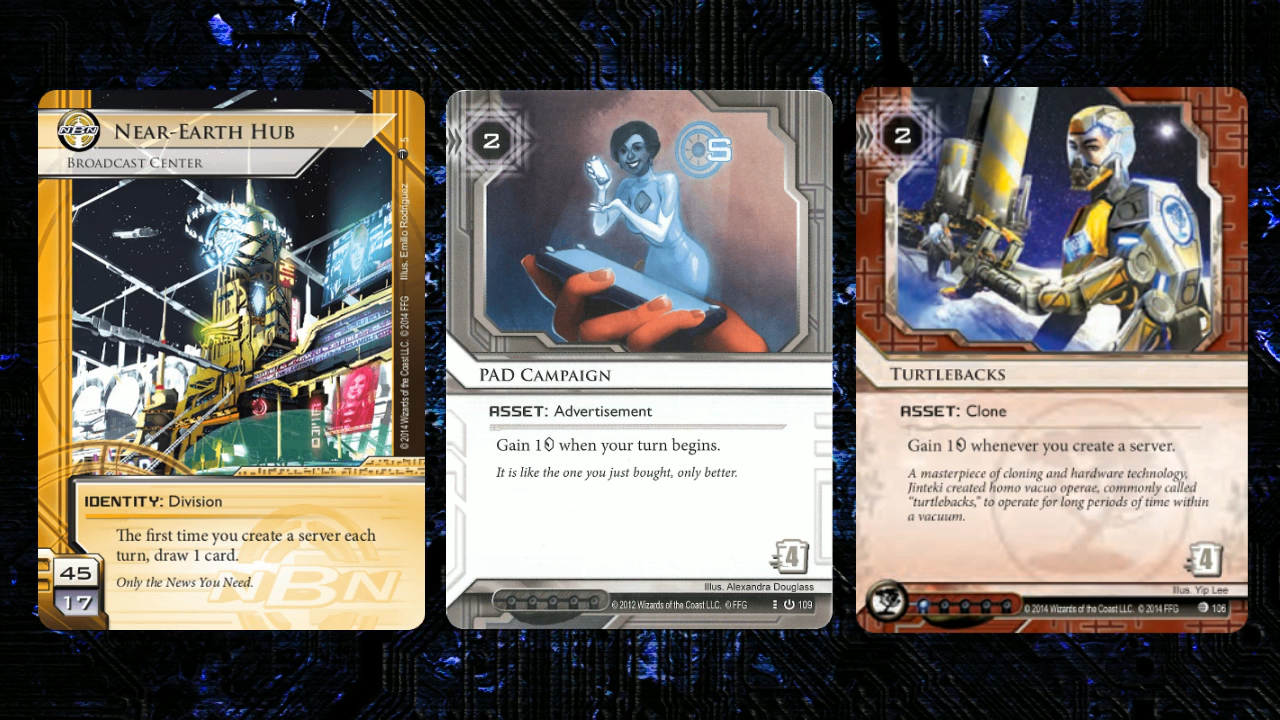 NBN
NEAR-EARTH HUB
BROADCAST CENTER
5
Illus. Emilio Rodriguez
© 2014 Wizards of the Coast LLC. © 2014 FFG
IDENTITY: Division
The first time you create a server each
turn, draw 1 card.
Only the News You Need.
NBN
45
17
2
S
PAD CAMPAIGN
ASSET: Advertisement
Gain 1 when your turn begins.
It is like the one you just bought, only better.
4
Illus. Alexandra Douglass
© 2012 Wizards of the Coast LLC. © FFG
109
2
M
TURTLEBACKS
ASSET: Clone
Gain 1 whenever you create a server.
A masterpiece of cloning and hardware technology,
Jinteki created homo vacuo operae, commonly called
"turtlebacks," to operate for long periods of time within
a vacuum.
4
Illus. Yip Lee
© 2014 Wizards of the Coast LLC. © 2014 FFG
106